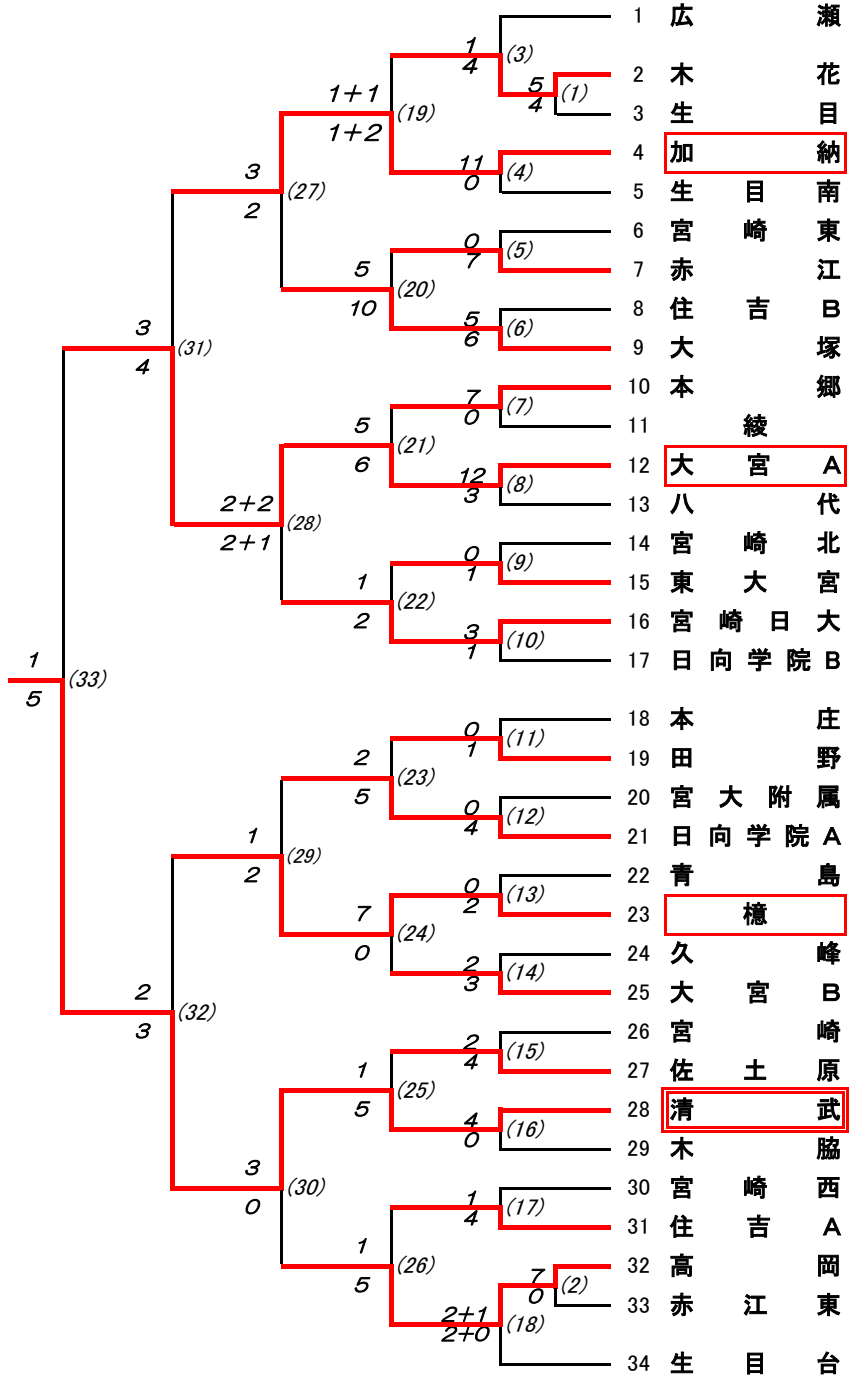 1 広瀬
1 4 (3)
2 木花
5 4 (1)
1+1 1+2 (19)
3 生目
4 加納
11 0 (4)
3 2 (27)
5 生目南
6 宮崎東
0 7 (5)
7 赤江
5 10 (20)
8 住吉B
5 6 (6)
3 4 (31)
9 大塚
10 本郷
7 0 (7)
11 綾
5 6 (21)
12 大宮A
12 3 (8)
13 八代
2+2 2+1 (28)
14 宮崎北
0 1 (9)
15 東大宮
1 2 (22)
16 宮崎日大
3 1 (10)
17 日向学院B
1 5 (33)
18 本庄
0 1 (11)
19 田野
2 5 (23)
20 宮大附属
0 4 (12)
21 日向学院A
1 2 (29)
22 青島
0 2 (13)
23 檍
7 0 (24)
24 久峰
2 3 (14)
25 大宮B
2 3 (32)
26 宮崎
2 4 (15)
27 佐土原
1 5 (25)
28 清武
4 0 (16)
29 木脇
3 0 (30)
30 宮崎西
1 4 (17)
31 住吉A
1 5 (26)
32 高岡
7 0 (2)
33 赤江東
2+1 2+0 (18)
34 生目台